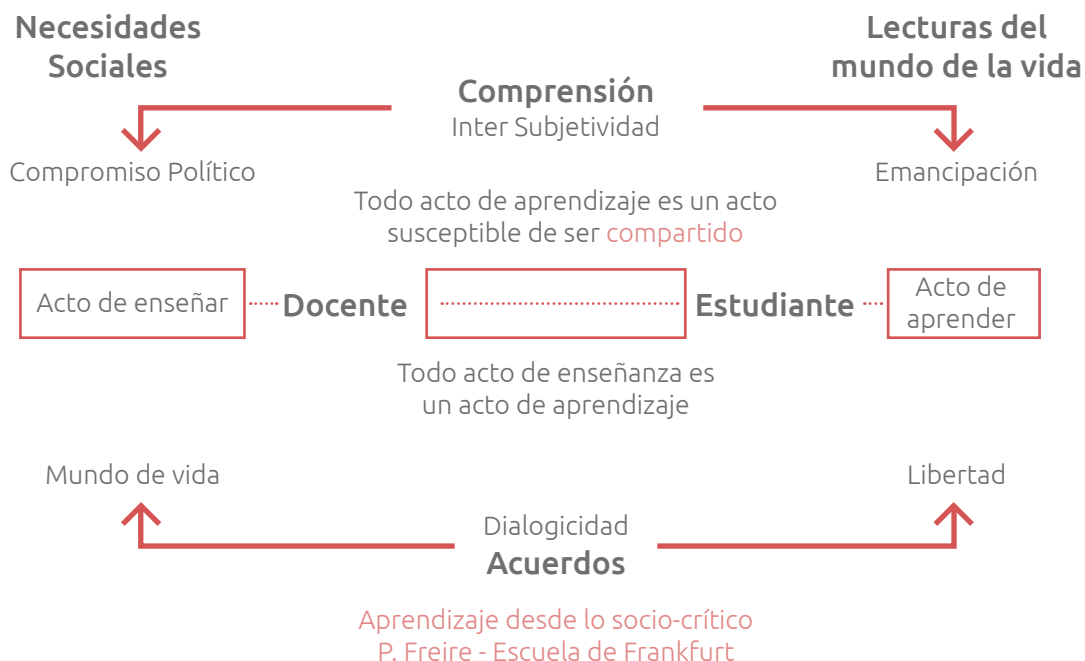 Necesidades
Sociales
Lecturas del
mundo de la vida
Comprensión
Inter Subjetividad
Compromiso Político
Emancipación
Todo acto de aprendizaje es un acto
susceptible de ser compartido
Acto de enseñar
Docente
Estudiante
Acto de
aprender
Todo acto de enseñanza es
un acto de aprendizaje
Mundo de vida
Libertad
Dialogicidad
Acuerdos
Aprendizaje desde lo socio-crítico
P. Freire - Escuela de Frankfurt